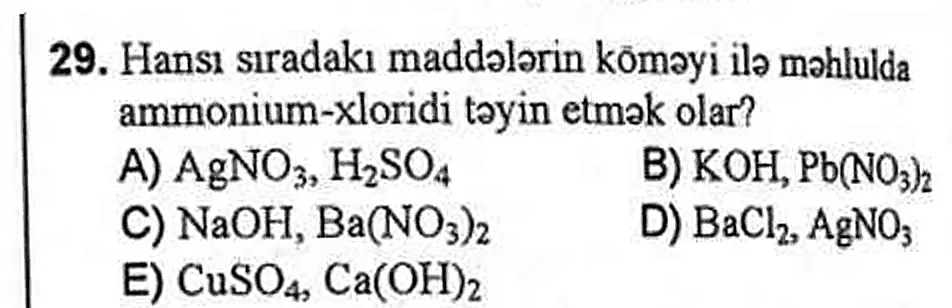 29. Hansı sıradakı maddələrin köməyi ilə məhlulda
ammonium-xloridi təyin etmək olar?
A) AgNO₃, H₂SO₄ B) KOH, Pb(NO₃)₂
C) NaOH, Ba(NO₃)₂ D) BaCl₂, AgNO₃
E) CuSO₄, Ca(OH)₂